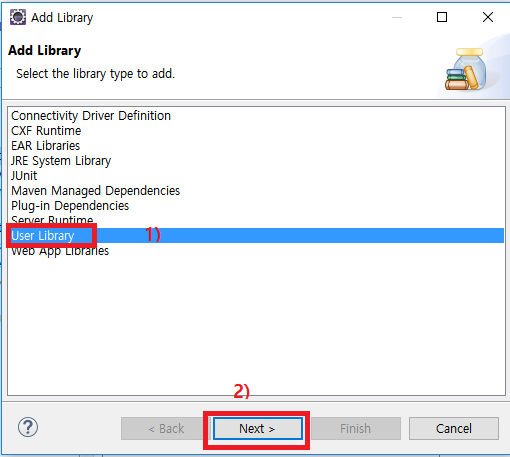 Add Library
Add Library
Select the library type to add.
Connectivity Driver Definition
CXF Runtime
EAR Libraries
JRE System Library
JUnit
Maven Managed Dependencies
Plug-in Dependencies
Server Runtime
User Library 1)
Web App Libraries
2)
? < Back Next > Finish Cancel